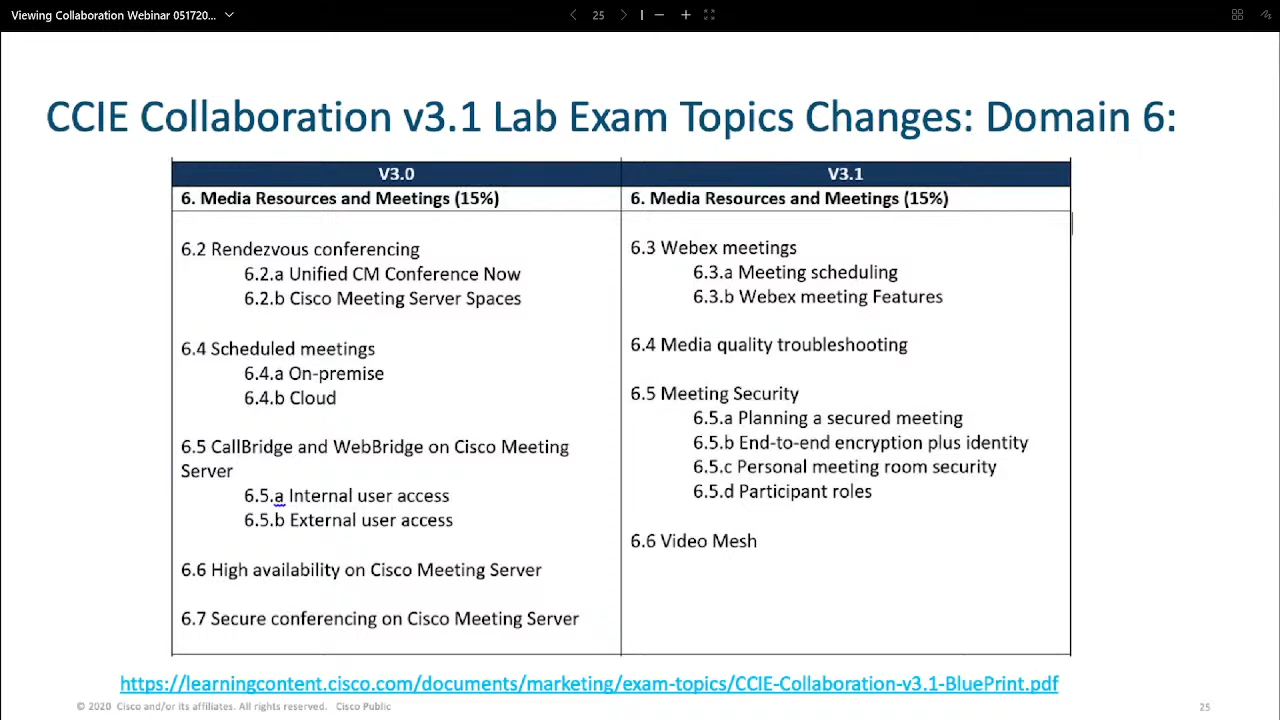 Viewing Collaboration Webinar 051720...
25
CCIE Collaboration v3.1 Lab Exam Topics Changes: Domain 6:
V3.0
6. Media Resources and Meetings (15%)
6.2 Rendezvous conferencing
6.2.a Unified CM Conference Now
6.2.b Cisco Meeting Server Spaces
6.4 Scheduled meetings
6.4.a On-premise
6.4.b Cloud
6.5 CallBridge and WebBridge on Cisco Meeting
Server
6.5.a Internal user access
6.5.b External user access
6.6 High availability on Cisco Meeting Server
6.7 Secure conferencing on Cisco Meeting Server
V3.1
6. Media Resources and Meetings (15%)
6.3 Webex meetings
6.3.a Meeting scheduling
6.3.b Webex meeting Features
6.4 Media quality troubleshooting
6.5 Meeting Security
6.5.a Planning a secured meeting
6.5.b End-to-end encryption plus identity
6.5.c Personal meeting room security
6.5.d Participant roles
6.6 Video Mesh
https://learningcontent.cisco.com/documents/marketing/exam-topics/CCIE-Collaboration-v3.1-BluePrint.pdf
© 2020 Cisco and/or its affiliates. All rights reserved. Cisco Public
25